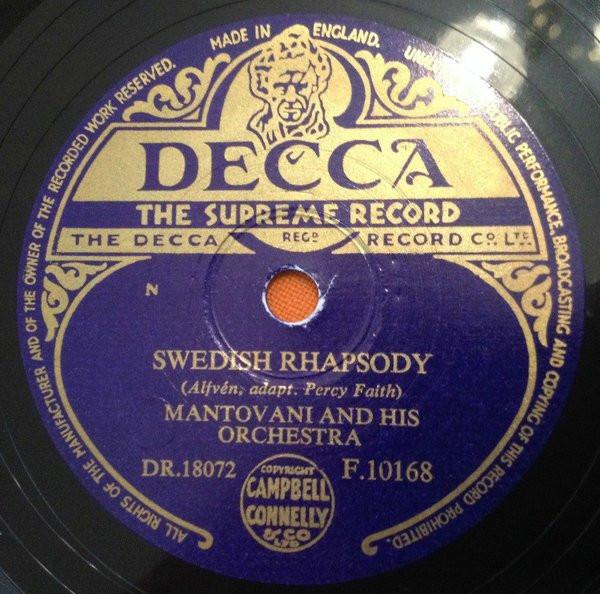 ALL RIGHTS OF THE MANUFACTURER AND OF THE OWNER OF THE RECORDED WORK RESERVED.
MADE IN ENGLAND.
PUBLIC PERFORMANCE, BROADCASTING AND COPYING OF THIS RECORD PROHIBITED.
DECCA
THE SUPREME RECORD
THE DECCA REGD RECORD CO. LTD.
N
SWEDISH RHAPSODY
(Alfvén, adapt. Percy Faith)
MANTOVANI AND HIS
ORCHESTRA
DR.18072 F.10168
COPYRIGHT
CAMPBELL
CONNELLY
& CO
LTD